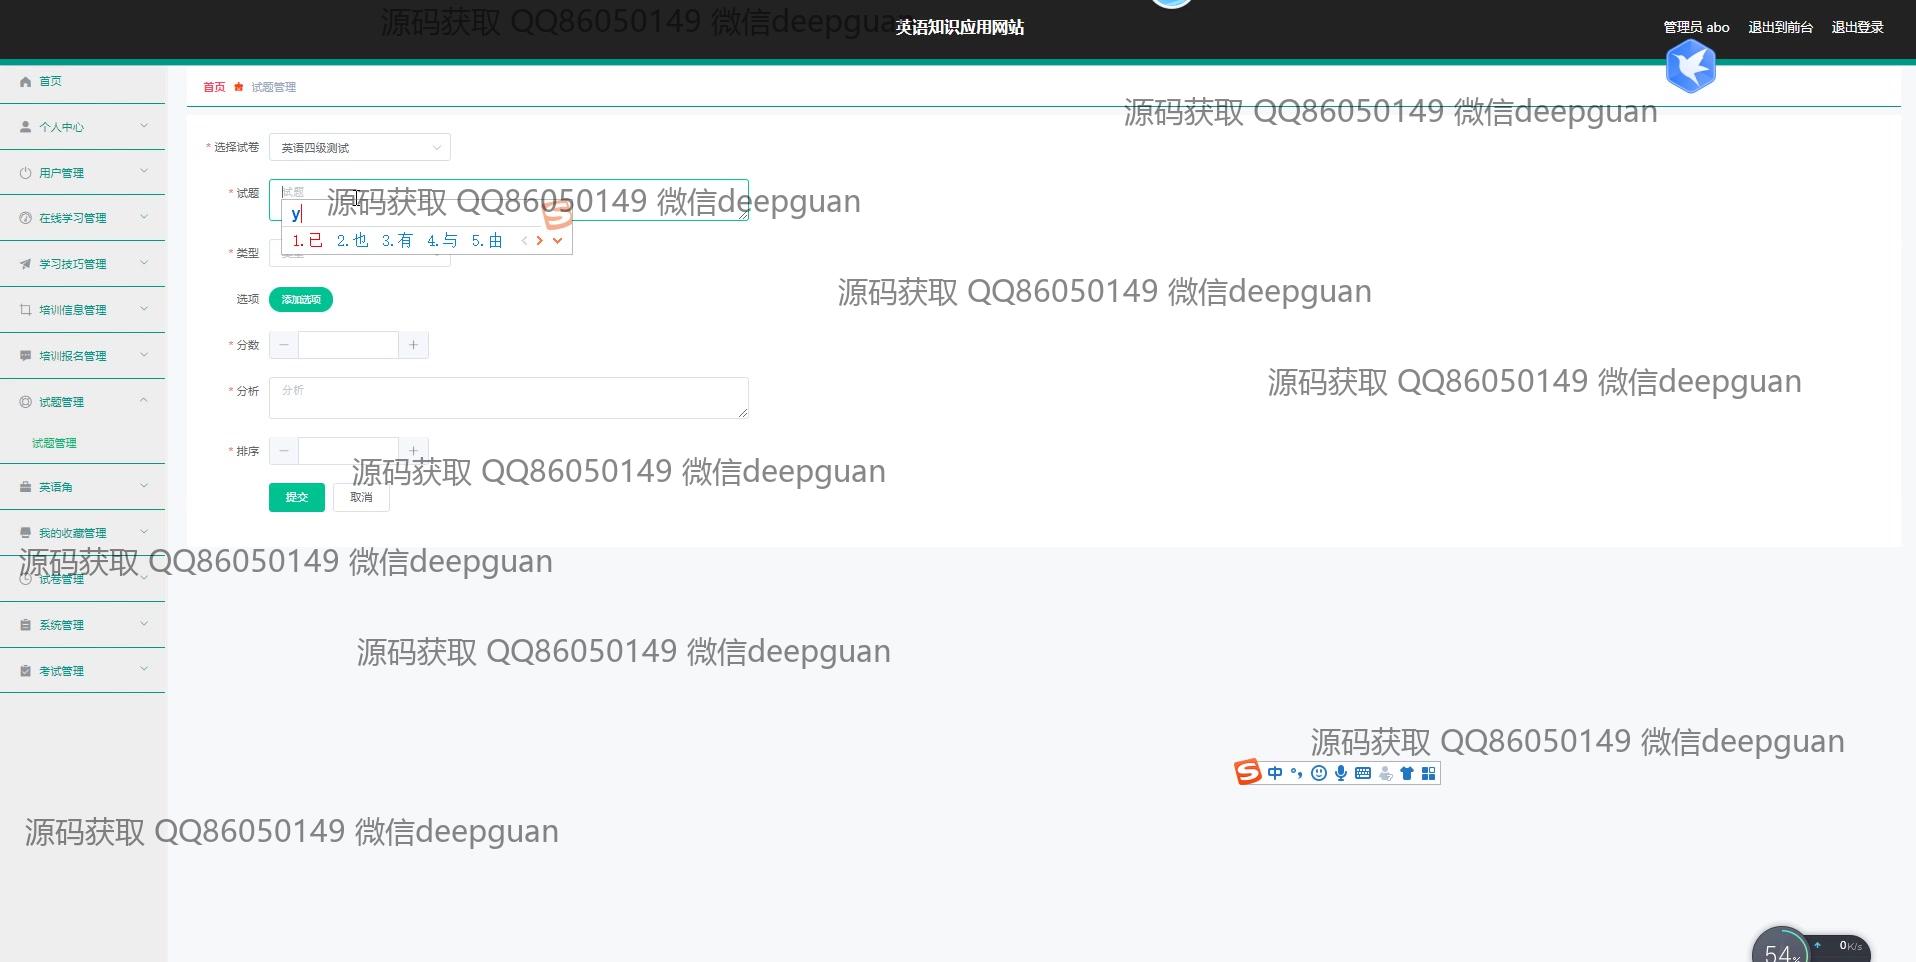 源码获取 QQ86050149 微信deepgua
英语知识应用网站
管理员 abo
退出到前台
退出登录
首页
个人中心
用户管理
在线学习管理
学习技巧管理
培训信息管理
培训报名管理
试题管理
试题管理
英语角
我的收藏管理
试卷管理
系统管理
考试管理
首页 试题管理
源码获取 QQ86050149 微信deepguan
* 选择试卷 英语四级测试
* 试题 试题
源码获取 QQ86050149 微信deepguan
y
1.已 2.也 3.有 4.与 5.由
* 类型
选项 添加选项
源码获取 QQ86050149 微信deepguan
* 分数
* 分析 分析
源码获取 QQ86050149 微信deepguan
* 排序
源码获取 QQ86050149 微信deepguan
提交 取消
源码获取 QQ86050149 微信deepguan
源码获取 QQ86050149 微信deepguan
源码获取 QQ86050149 微信deepguan
中
源码获取 QQ86050149 微信deepguan
54%
0K/s